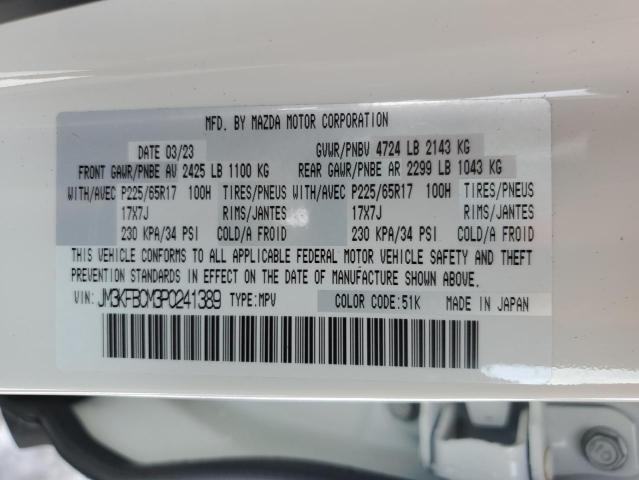 MFD. BY MAZDA MOTOR CORPORATION
DATE 03/23 GVWR/PNBV 4724 LB 2143 KG
FRONT GAWR/PNBE AV 2425 LB 1100 KG REAR GAWR/PNBE AR 2299 LB 1043 KG
WITH/AVEC P225/65R17 100H TIRES/PNEUS WITH/AVEC P225/65R17 100H TIRES/PNEUS
17X7J RIMS/JANTES 17X7J RIMS/JANTES
230 KPA/34 PSI COLD/A FROID 230 KPA/34 PSI COLD/A FROID
THIS VEHICLE CONFORMS TO ALL APPLICABLE FEDERAL MOTOR VEHICLE SAFETY AND THEFT
PREVENTION STANDARDS IN EFFECT ON THE DATE OF MANUFACTURE SHOWN ABOVE.
VIN: JM3KFBCM3P0241389 TYPE:MPV COLOR CODE:51K MADE IN JAPAN